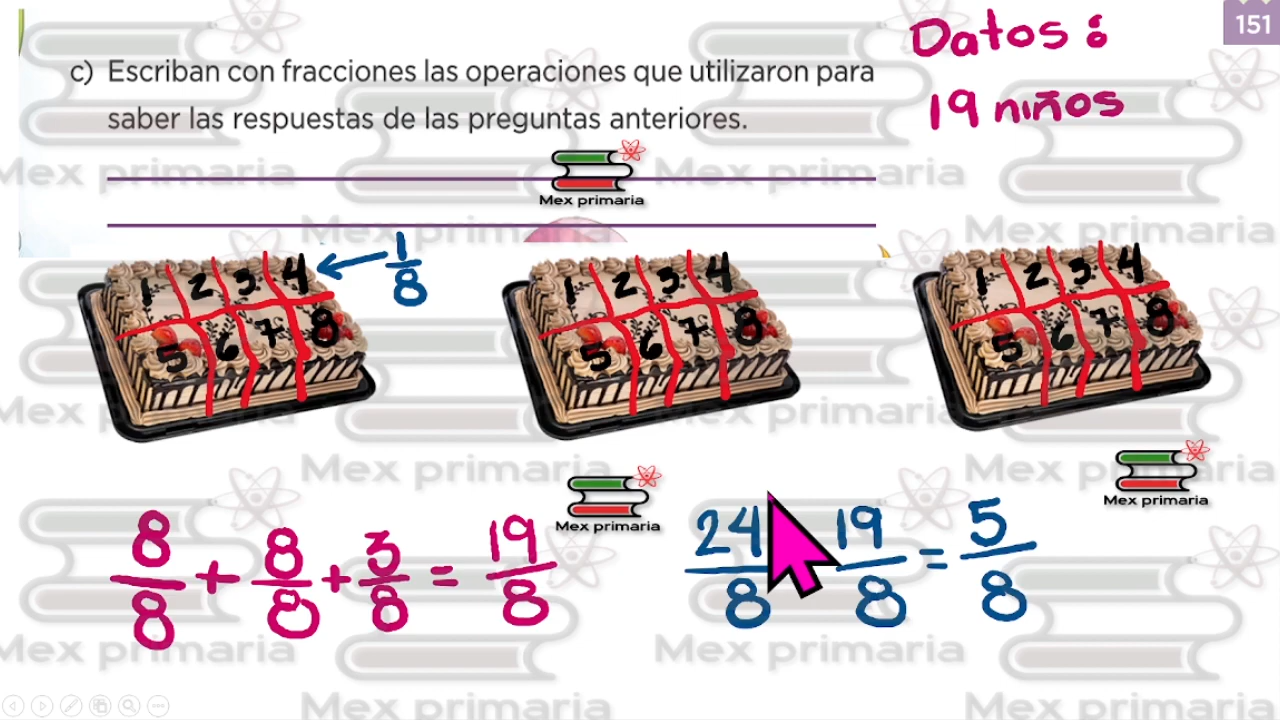 151
Datos:
c) Escriban con fracciones las operaciones que utilizaron para
saber las respuestas de las preguntas anteriores.
19 niños
Mex primaria
1/8
1 2 3 4
5 6 7 8
1 2 3 4
5 6 7 8
1 2 3 4
5 6 7 8
Mex primaria
Mex primaria
8/8 + 8/8 + 3/8 = 19/8
24/8 19/8 = 5/8